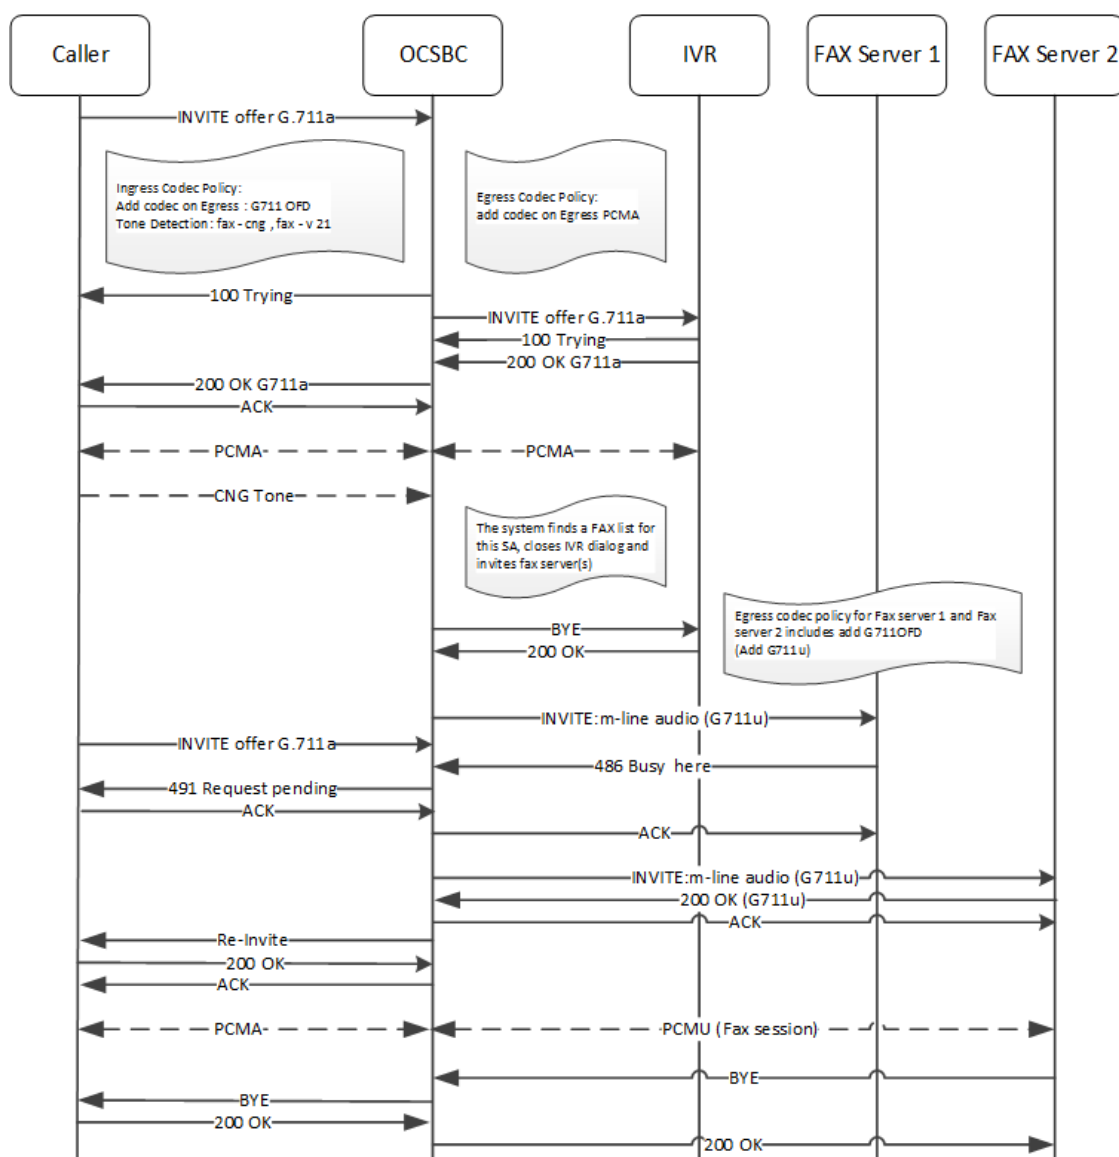 Caller
OCSBC
IVR
FAX Server 1
FAX Server 2
INVITE offer G.711a
Ingress Codec Policy:
Add codec on Egress : G711 OFD
Tone Detection : fax - cng , fax - v 21
Egress Codec Policy:
add codec on Egress PCMA
100 Trying
INVITE offer G.711a
100 Trying
200 OK G711a
200 OK G711a
ACK
PCMA
PCMA
CNG Tone
The system finds a FAX list for
this SA, closes IVR dialog and
invites fax server(s)
Egress codec policy for Fax server 1 and Fax
server 2 includes add G711OFD
(Add G711u)
BYE
200 OK
INVITE:m-line audio (G711u)
INVITE offer G.711a
486 Busy here
491 Request pending
ACK
ACK
INVITE:m-line audio (G711u)
200 OK (G711u)
ACK
Re-Invite
200 OK
ACK
PCMA
PCMU (Fax session)
BYE
BYE
200 OK
200 OK